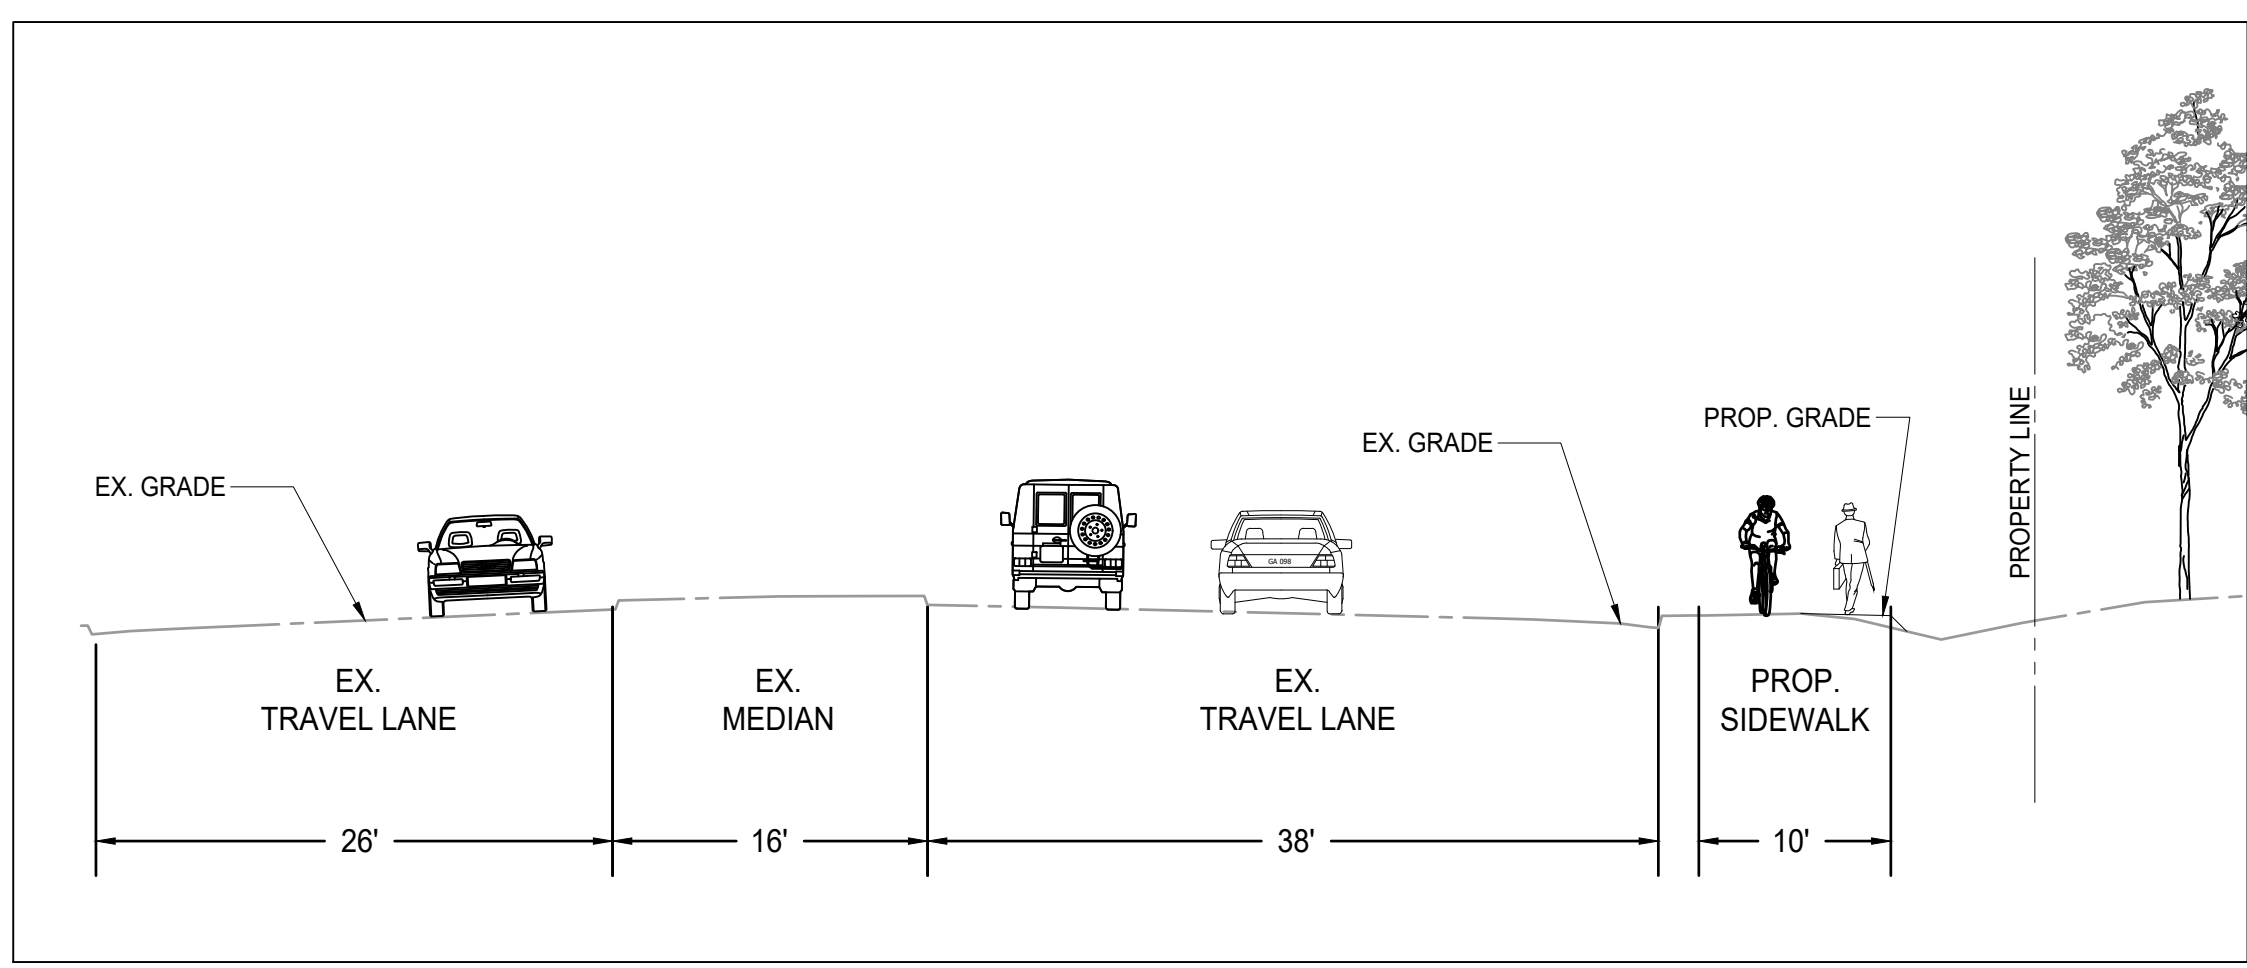 PROP. GRADE
EX. GRADE
EX. GRADE
PROPERTY LINE
GA 098
EX.
TRAVEL LANE
EX.
MEDIAN
EX.
TRAVEL LANE
PROP.
SIDEWALK
26'
16'
38'
10'